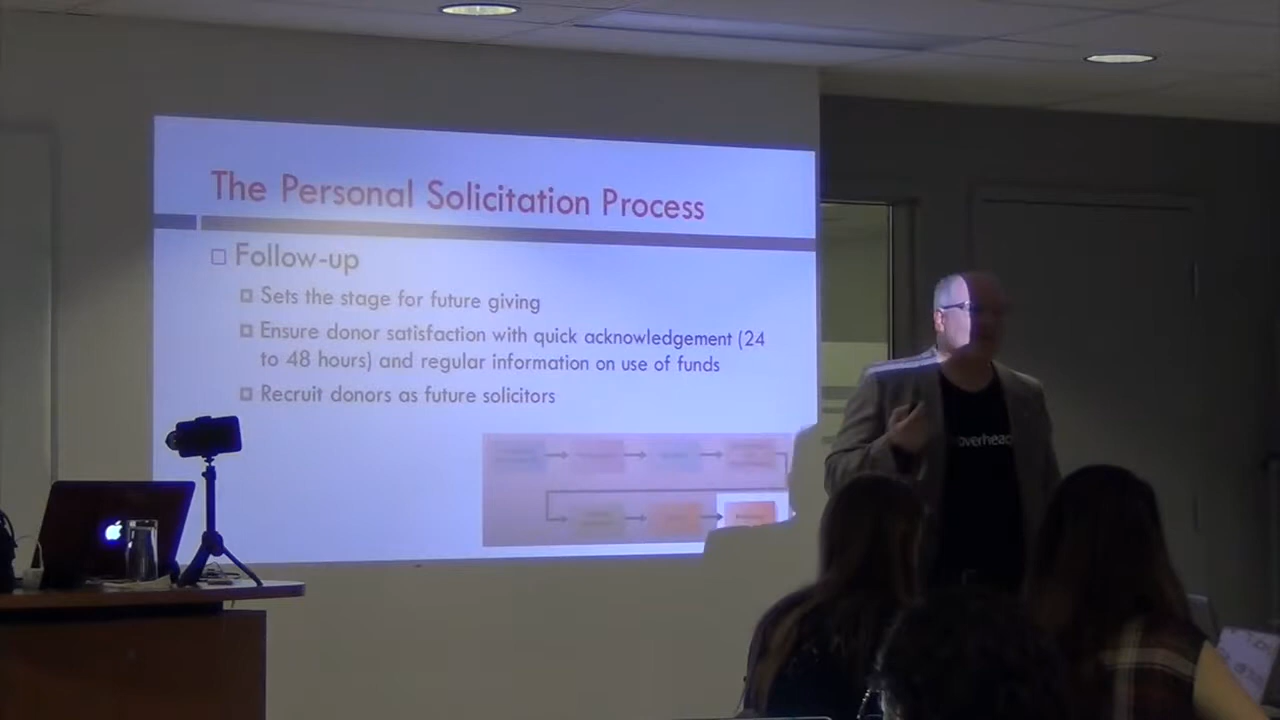 The Personal Solicitation Process
Follow-up
Sets the stage for future giving
Ensure donor satisfaction with quick acknowledgement (24
to 48 hours) and regular information on use of funds
Recruit donors as future solicitors
overhead